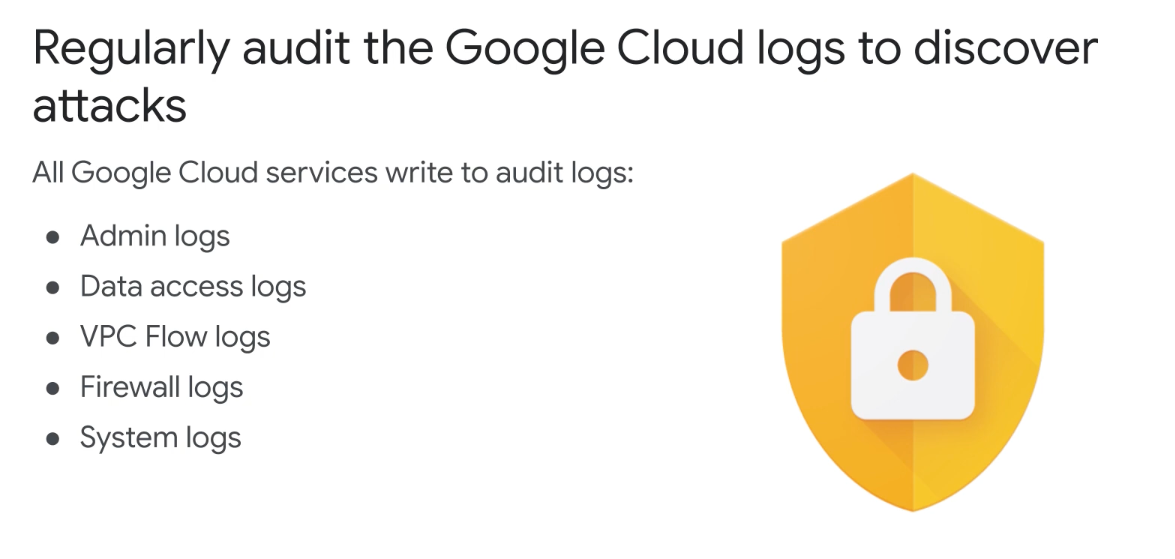 Regularly audit the Google Cloud logs to discover
attacks
All Google Cloud services write to audit logs:
● Admin logs
● Data access logs
● VPC Flow logs
● Firewall logs
● System logs